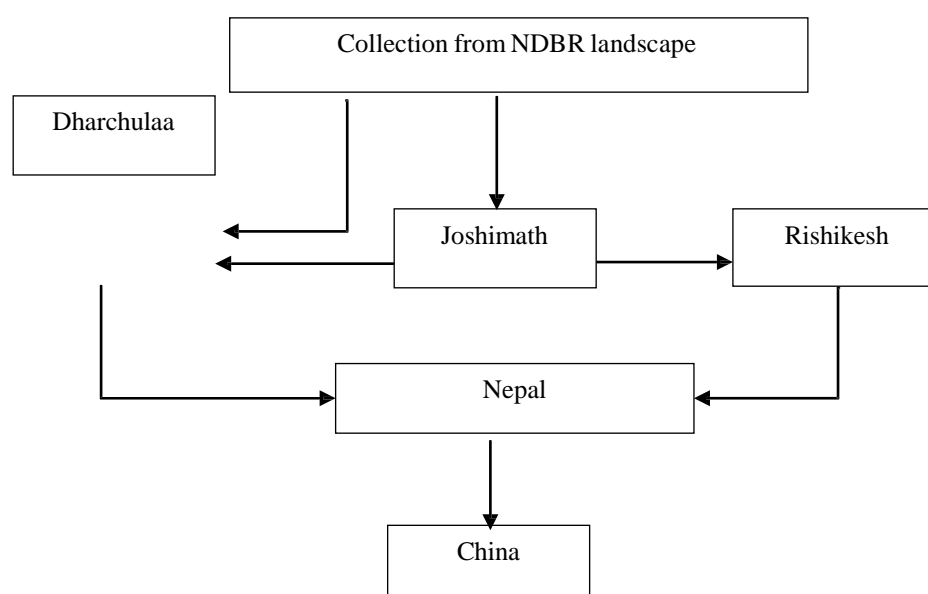 Collection from NDBR landscape
Dharchulaa
Joshimath
Rishikesh
Nepal
China